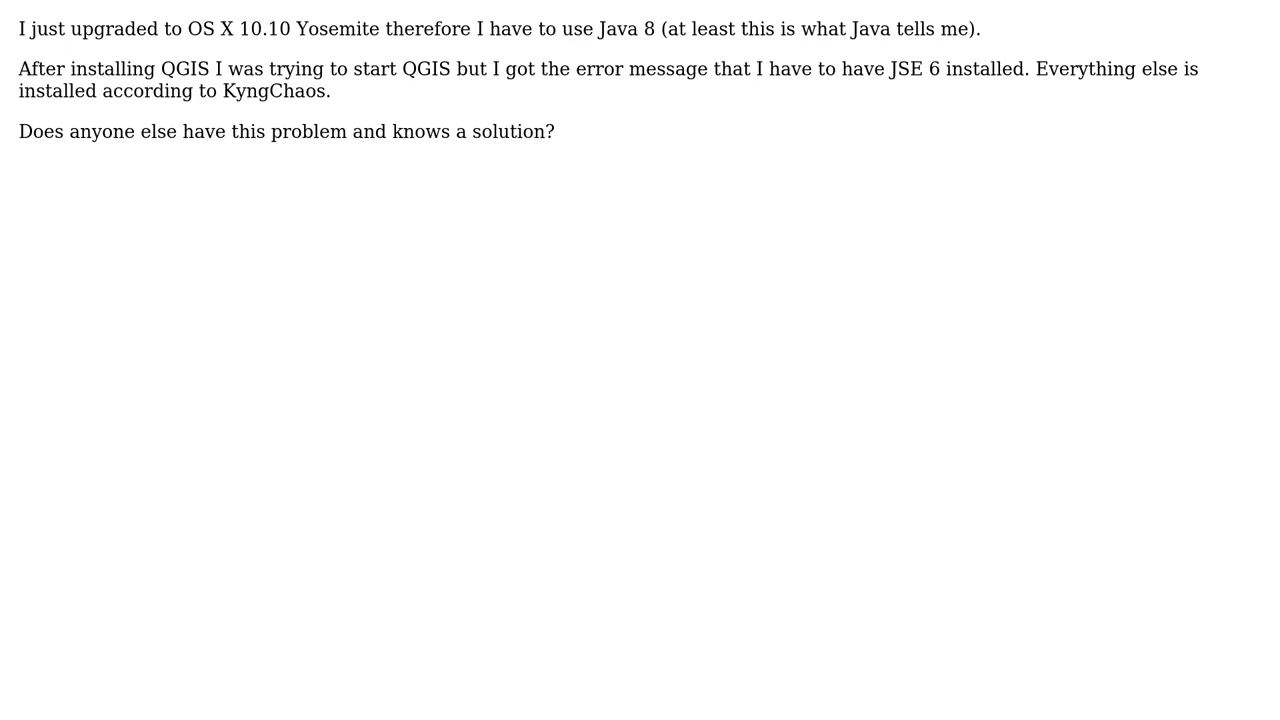 I just upgraded to OS X 10.10 Yosemite therefore I have to use Java 8 (at least this is what Java tells me).
After installing QGIS I was trying to start QGIS but I got the error message that I have to have JSE 6 installed. Everything else is
installed according to KyngChaos.
Does anyone else have this problem and knows a solution?